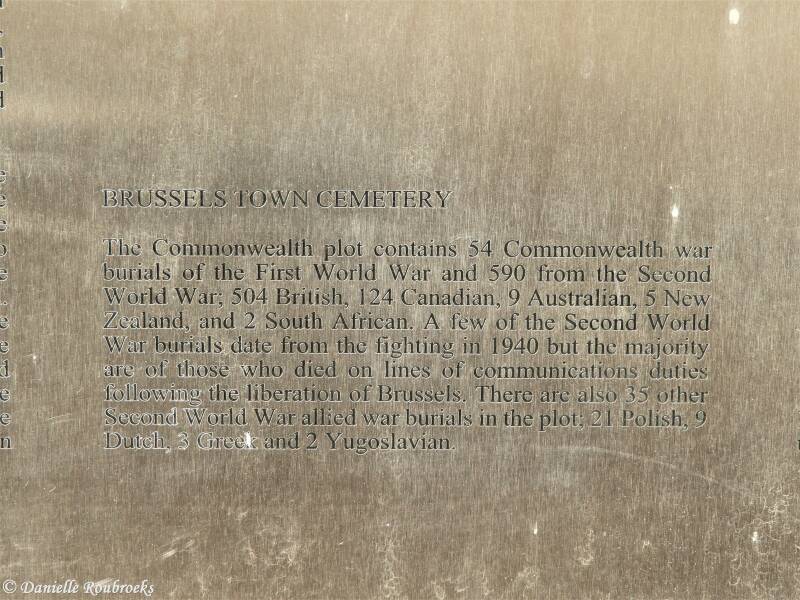 BRUSSELS TOWN CEMETERY
The Commonwealth plot contains 54 Commonwealth war
burials of the First World War and 590 from the Second
World War; 504 British, 124 Canadian, 9 Australian, 5 New
Zealand, and 2 South African. A few of the Second World
War burials date from the fighting in 1940 but the majority
are of those who died on lines of communications duties
following the liberation of Brussels. There are also 35 other
Second World War allied war burials in the plot; 21 Polish, 9
Dutch, 3 Greek and 2 Yugoslavian.
© Danielle Roubroeks